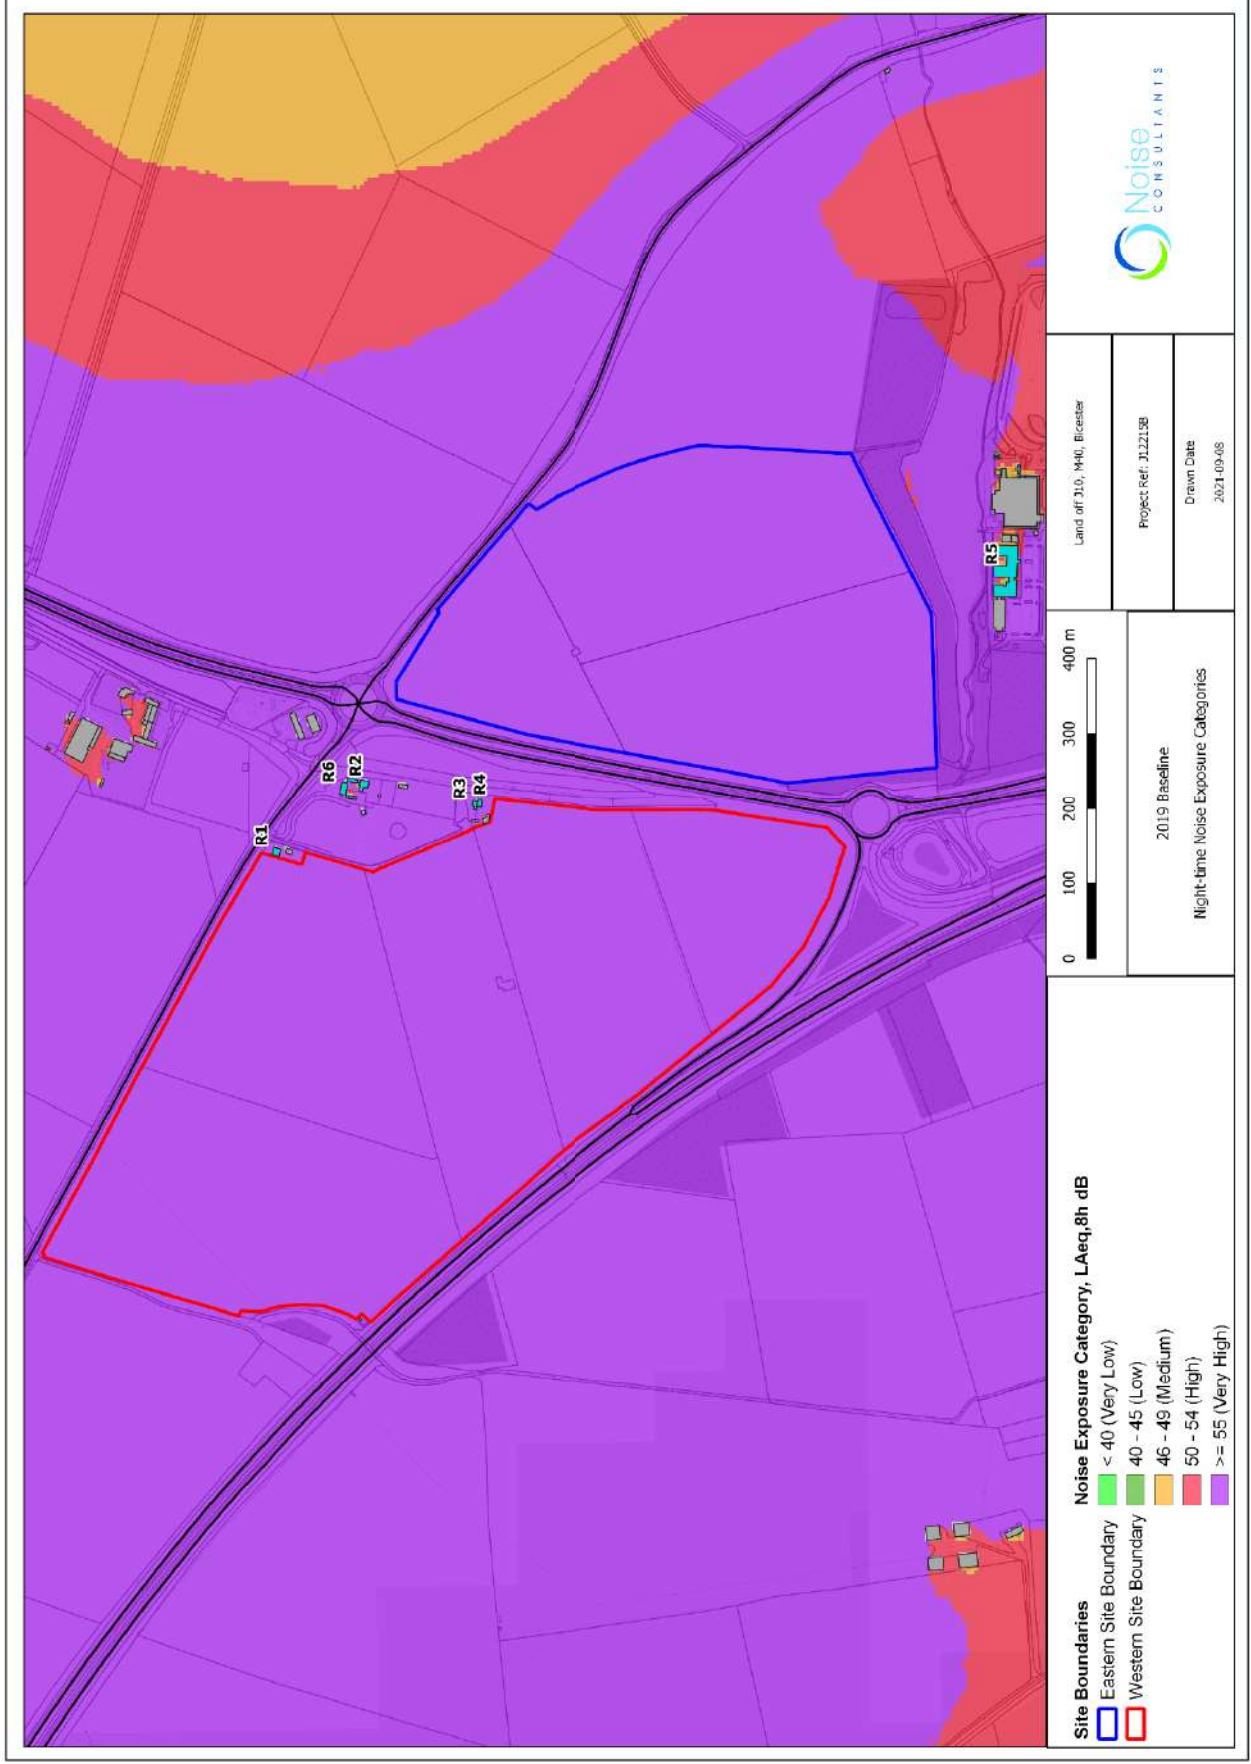 R1
R6
R2
R3
R4
R5
Site Boundaries
Eastern Site Boundary
Western Site Boundary
Noise Exposure Category, LAeq,8h dB
< 40 (Very Low)
40 - 45 (Low)
46 - 49 (Medium)
50 - 54 (High)
>= 55 (Very High)
0 100 200 300 400 m
2019 Baseline
Night-time Noise Exposure Categories
Land off J10, M40, Bicester
Project Ref: J12215B
Drawn Date
2021-09-08
Noise
CONSULTANTS